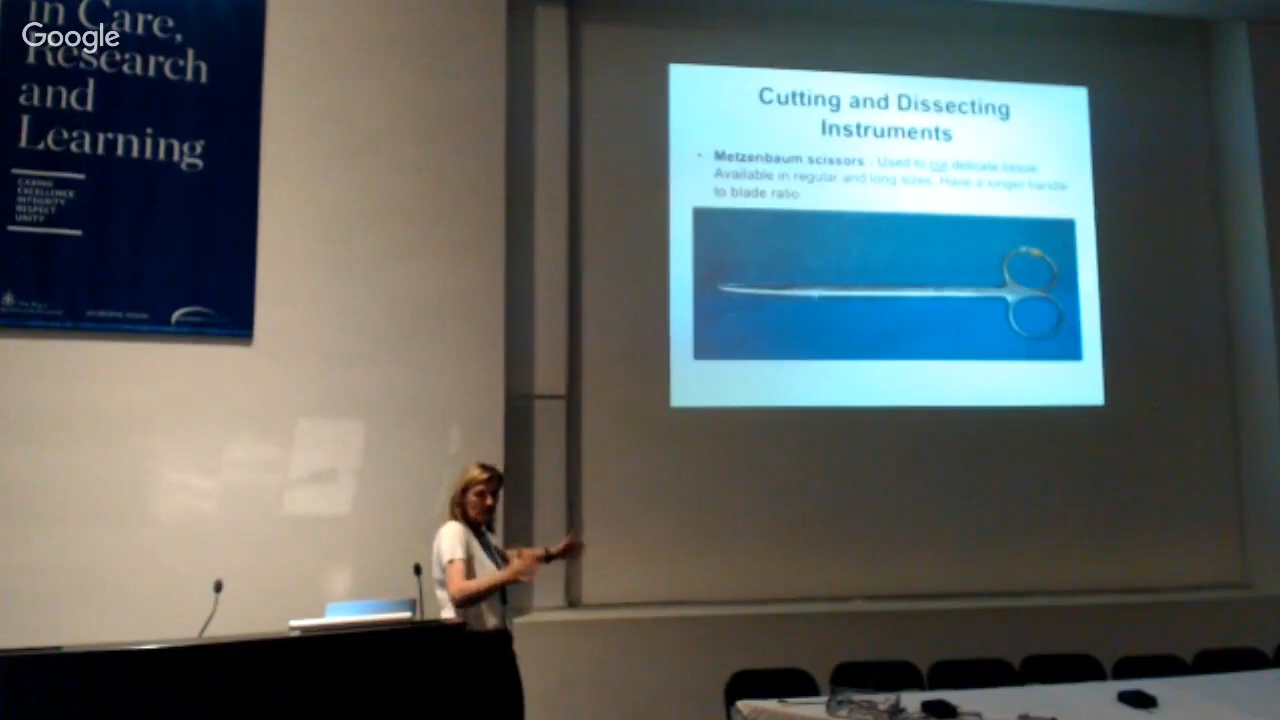 in Care,
Google
Research
and
Learning
CARING
EXCELLENCE
INTEGRITY
RESPECT
UNITY
Cutting and Dissecting
Instruments
• Metzenbaum scissors - Used to cut delicate tissue.
Available in regular and long sizes. Have a longer handle
to blade ratio.